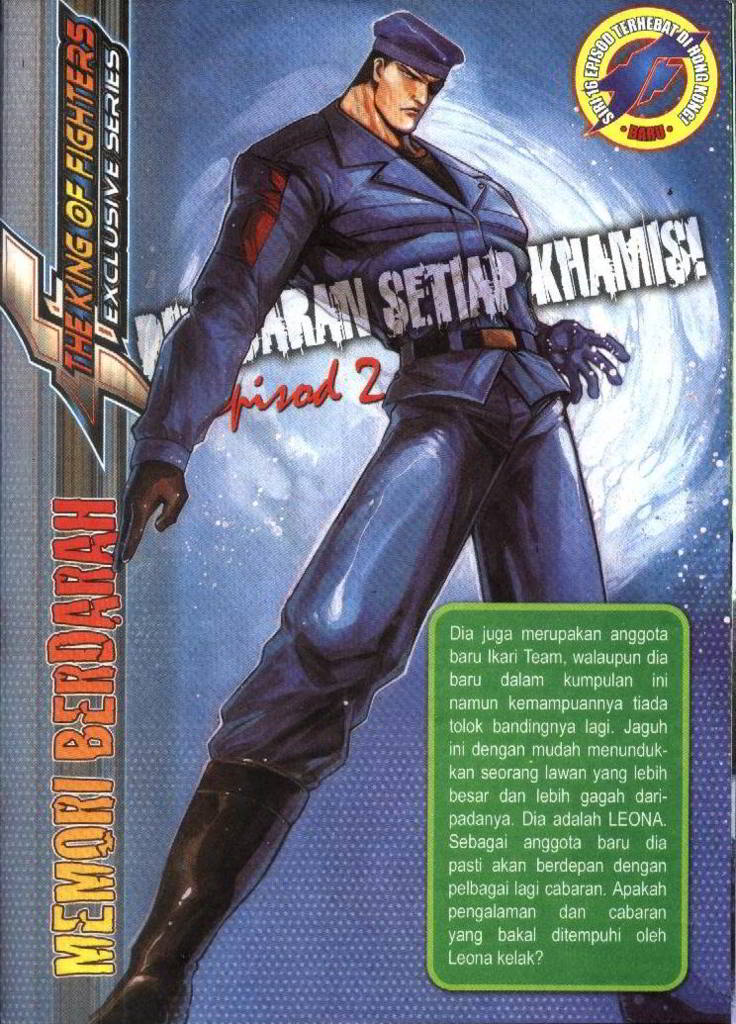 THE KING OF FIGHTERS
EXCLUSIVE SERIES
SIRI 16 EPISOD TERHEBAT DI HONG KONG!
BARU
SETIAP KHAMIS!
2
MEMORI BERDARAH
Dia juga merupakan anggota
baru Ikari Team, walaupun dia
baru dalam kumpulan ini
namun kemampuannya tiada
tolok bandingnya lagi. Jaguh
ini dengan mudah menunduk-
kan seorang lawan yang lebih
besar dan lebih gagah dari-
padanya. Dia adalah LEONA.
Sebagai anggota baru dia
pasti akan berdepan dengan
pelbagai lagi cabaran. Apakah
pengalaman dan cabaran
yang bakal ditempuhi oleh
Leona kelak?